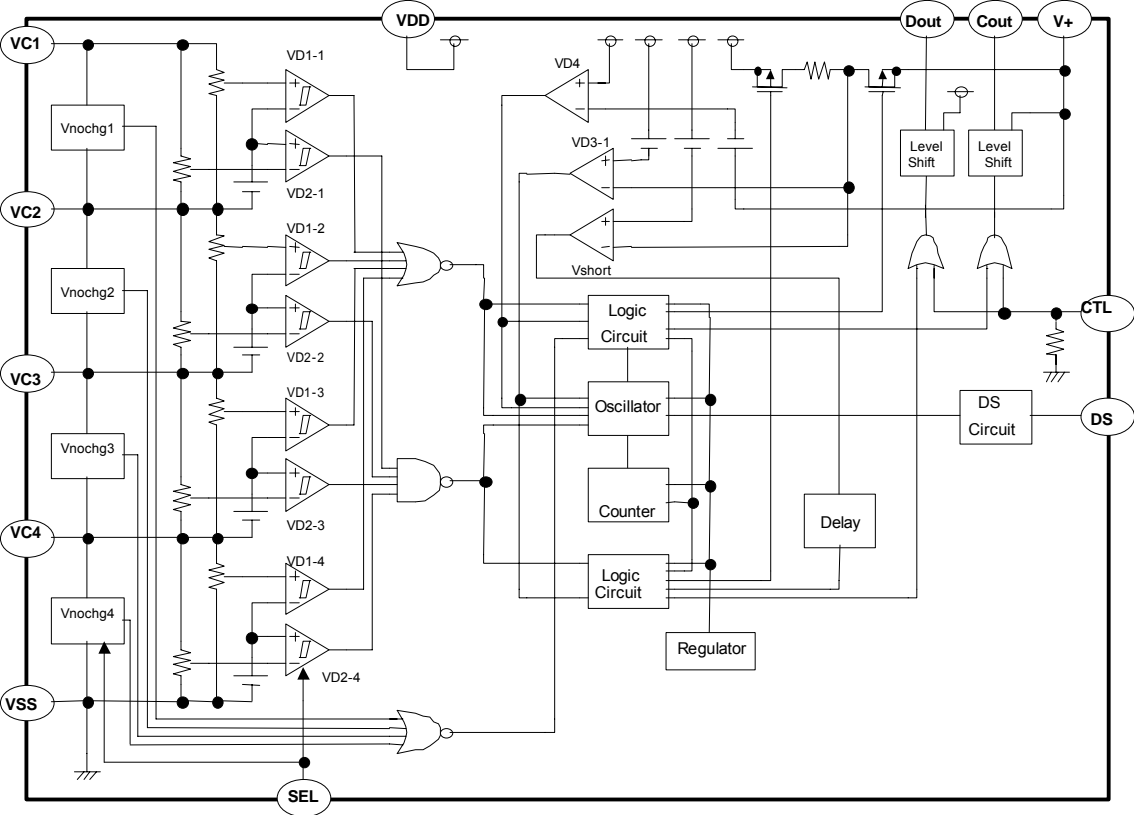 VDD
Dout
Cout
V+
VC1
VD1-1
VD4
Vnochg1
VD3-1
Level
Shift
Level
Shift
VD2-1
VC2
VD1-2
Vshort
Vnochg2
Logic
Circuit
CTL
VD2-2
VC3
VD1-3
Oscillator
DS
Circuit
DS
Vnochg3
Counter
Delay
VD2-3
VC4
VD1-4
Logic
Circuit
Vnochg4
Regulator
VD2-4
VSS
SEL
+
−
+
−
+
−
+
−
+
−
+
−
+
−
+
−
+
−
+
−
+
−